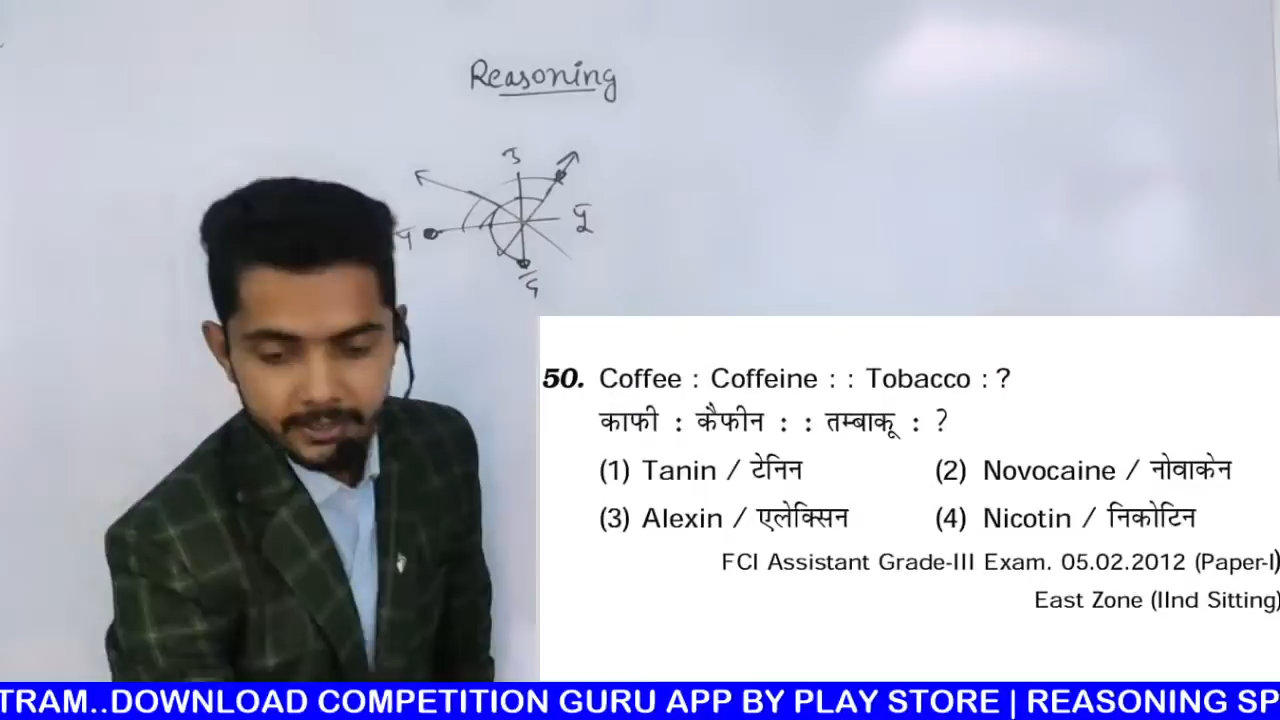 Reasoning
उ
पू
प
द
50. Coffee : Coffeine : : Tobacco : ?
काफी : कैफीन : : तम्बाकू : ?
(1) Tanin / टेनिन (2) Novocaine / नोवाकेन
(3) Alexin / एलेक्सिन (4) Nicotin / निकोटिन
FCI Assistant Grade-III Exam. 05.02.2012 (Paper-I)
East Zone (IInd Sitting)
TRAM..DOWNLOAD COMPETITION GURU APP BY PLAY STORE | REASONING SP